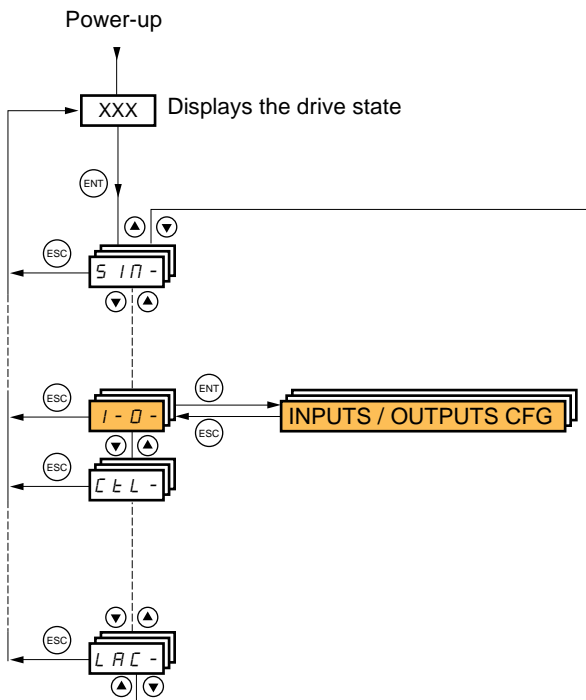 Power-up
XXX Displays the drive state
ENT
ESC
SIM-
ESC
I-O-
ENT
ESC
INPUTS / OUTPUTS CFG
ESC
CtL-
ESC
LAC-